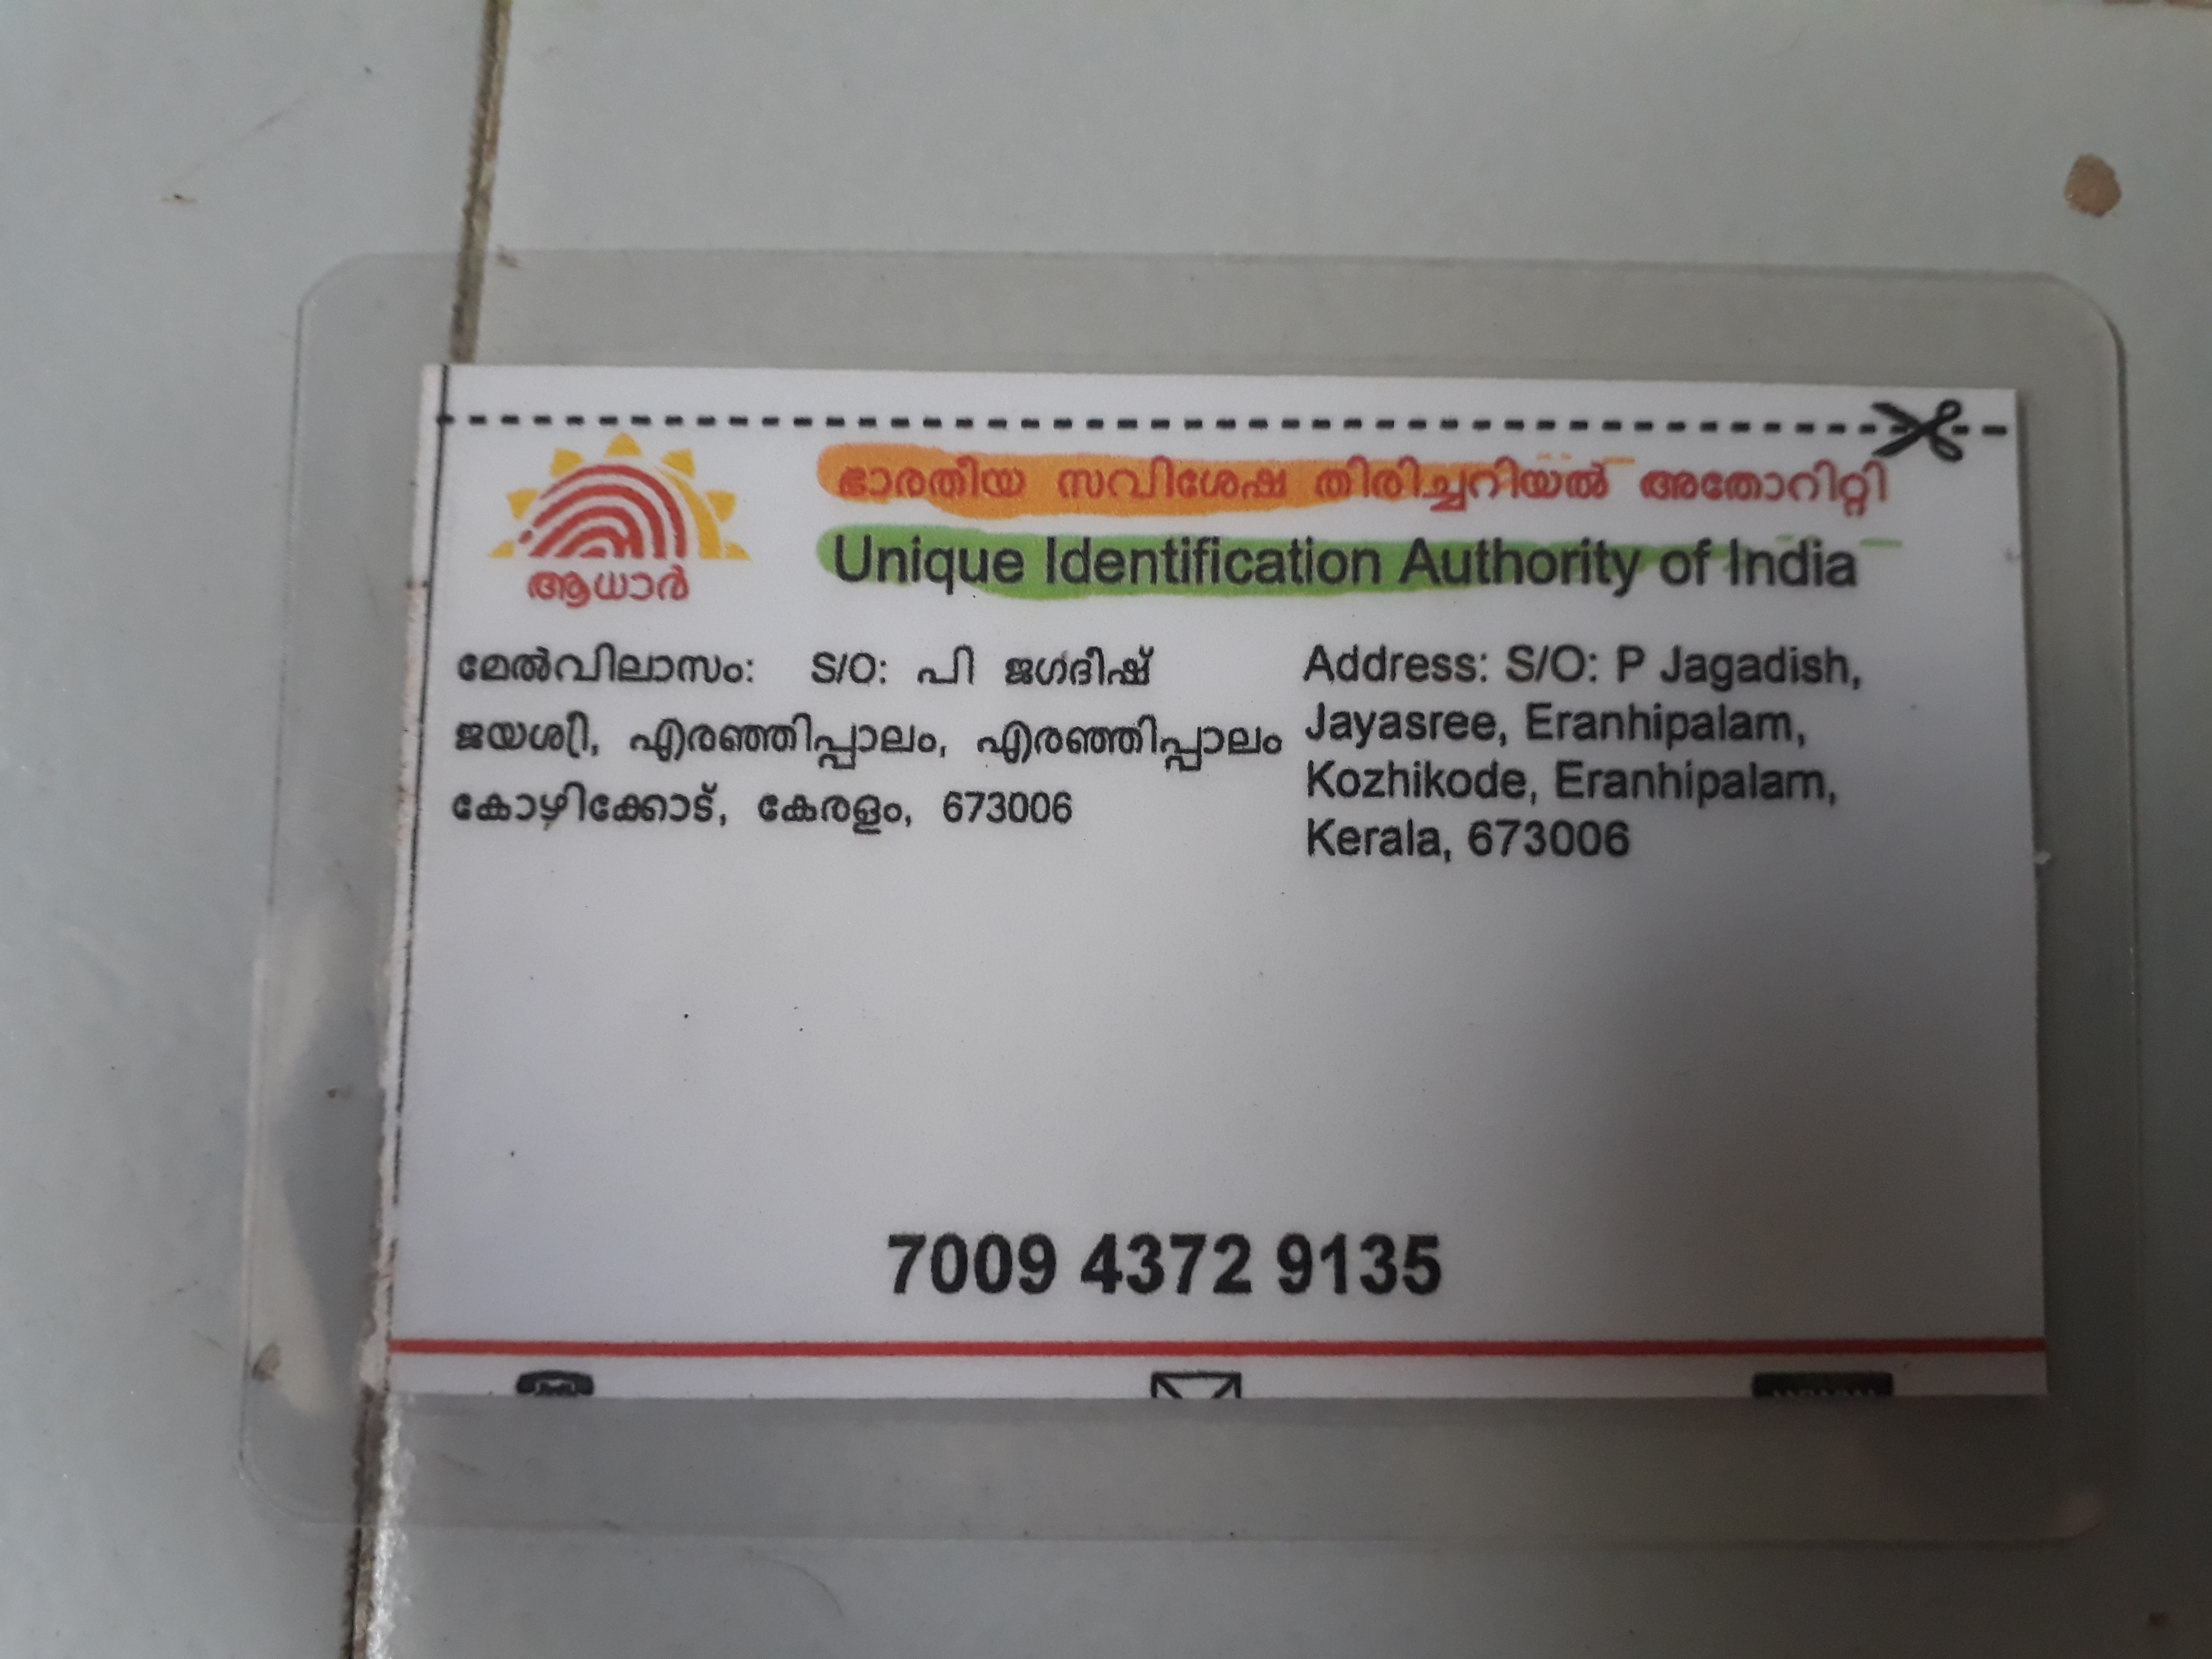 ഭാരതീയ സവിശേഷ തിരിച്ചറിയൽ അതോറിറ്റി
Unique Identification Authority of India
ആധാർ
മേൽവിലാസം: S/O: പി ജഗദീഷ്
ജയശ്രീ, എരഞ്ഞിപ്പാലം, എരഞ്ഞിപ്പാലം
കോഴിക്കോട്, കേരളം, 673006
Address: S/O: P Jagadish,
Jayasree, Eranhipalam,
Kozhikode, Eranhipalam,
Kerala, 673006
7009 4372 9135